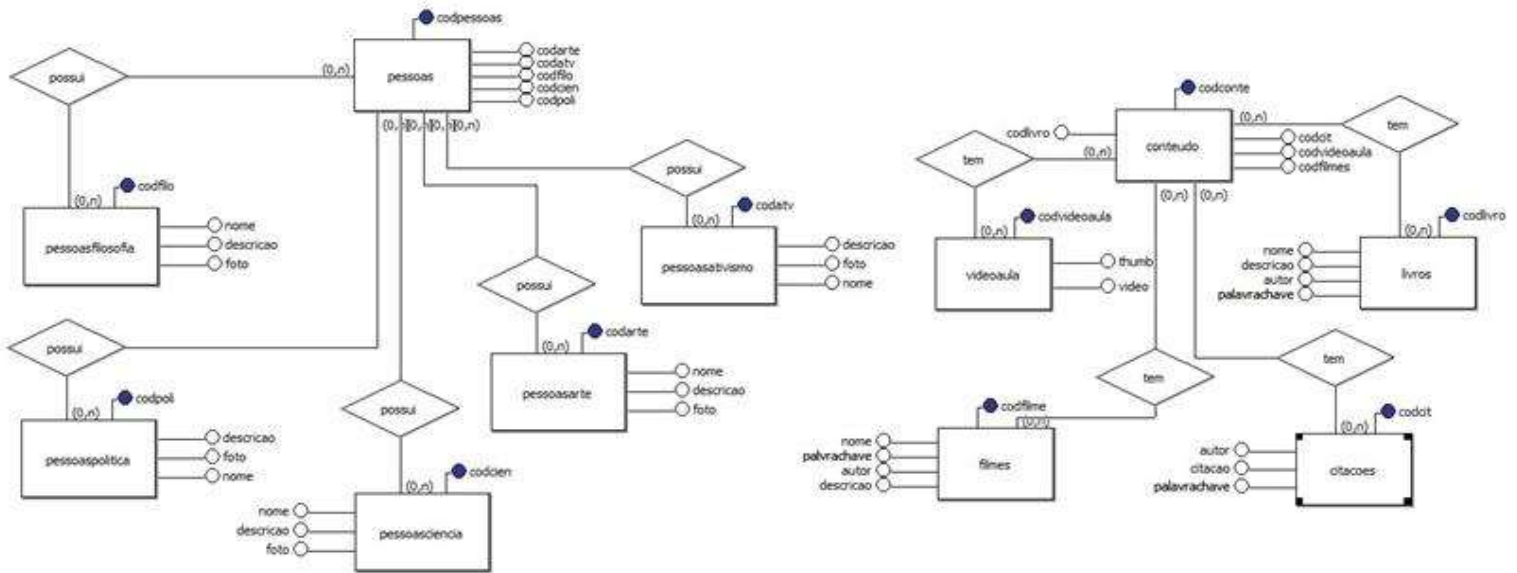 codpessoas
pessoas
codarte
codatv
codfilo
codcien
codpoli
possui
(0,n)
(0,n)
(0,n)
(0,n)
(0,n)
(0,n)
codfilo
pessoasfilosofia
nome
descricao
foto
possui
(0,n)
codatv
pessoasativismo
descricao
foto
nome
possui
(0,n)
codarte
pessoasarte
nome
descricao
foto
possui
(0,n)
codpoli
pessoaspolitica
descricao
foto
nome
possui
(0,n)
codcien
pessoasciencia
nome
descricao
foto
codconte
conteudo
codlivro
codcit
codvideoaula
codfilmes
(0,n)
(0,n)
(0,n)
(0,n)
tem
(0,n)
codvideoaula
videoaula
thumb
video
tem
(0,n)
codlivro
livros
nome
descricao
autor
palavrachave
tem
(0,n)
codfilme
filmes
nome
palvrachave
autor
descricao
tem
(0,n)
codcit
citacoes
autor
citacao
palavrachave